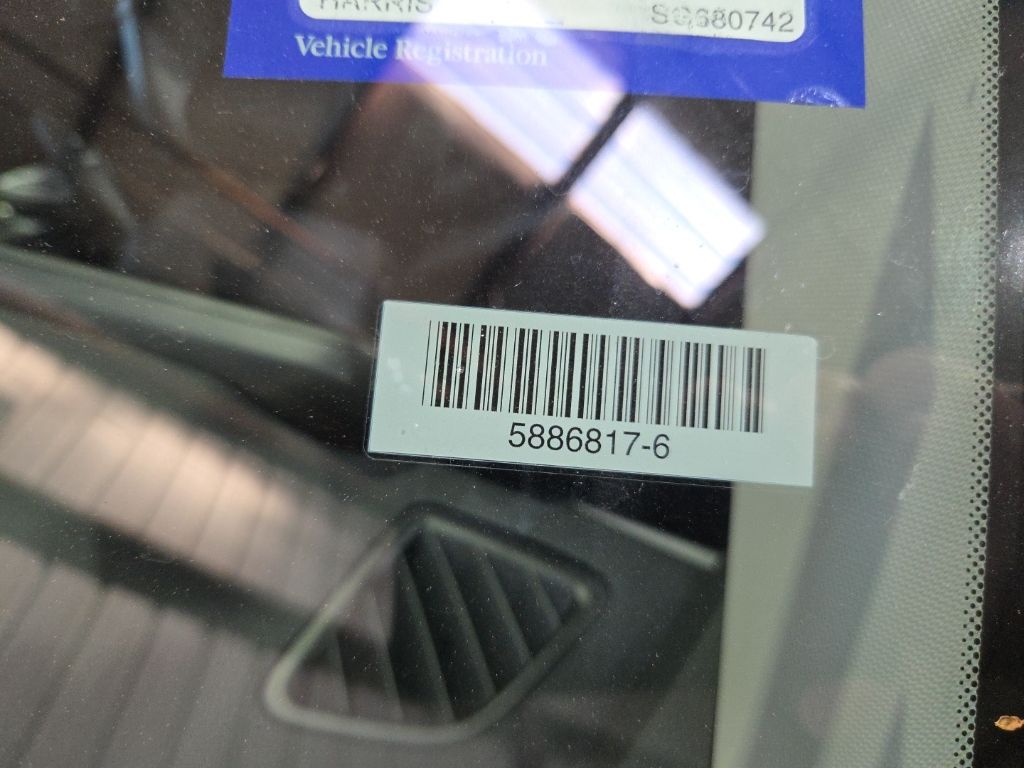 HARRIS
SG680742
Vehicle Registration
5886817-6